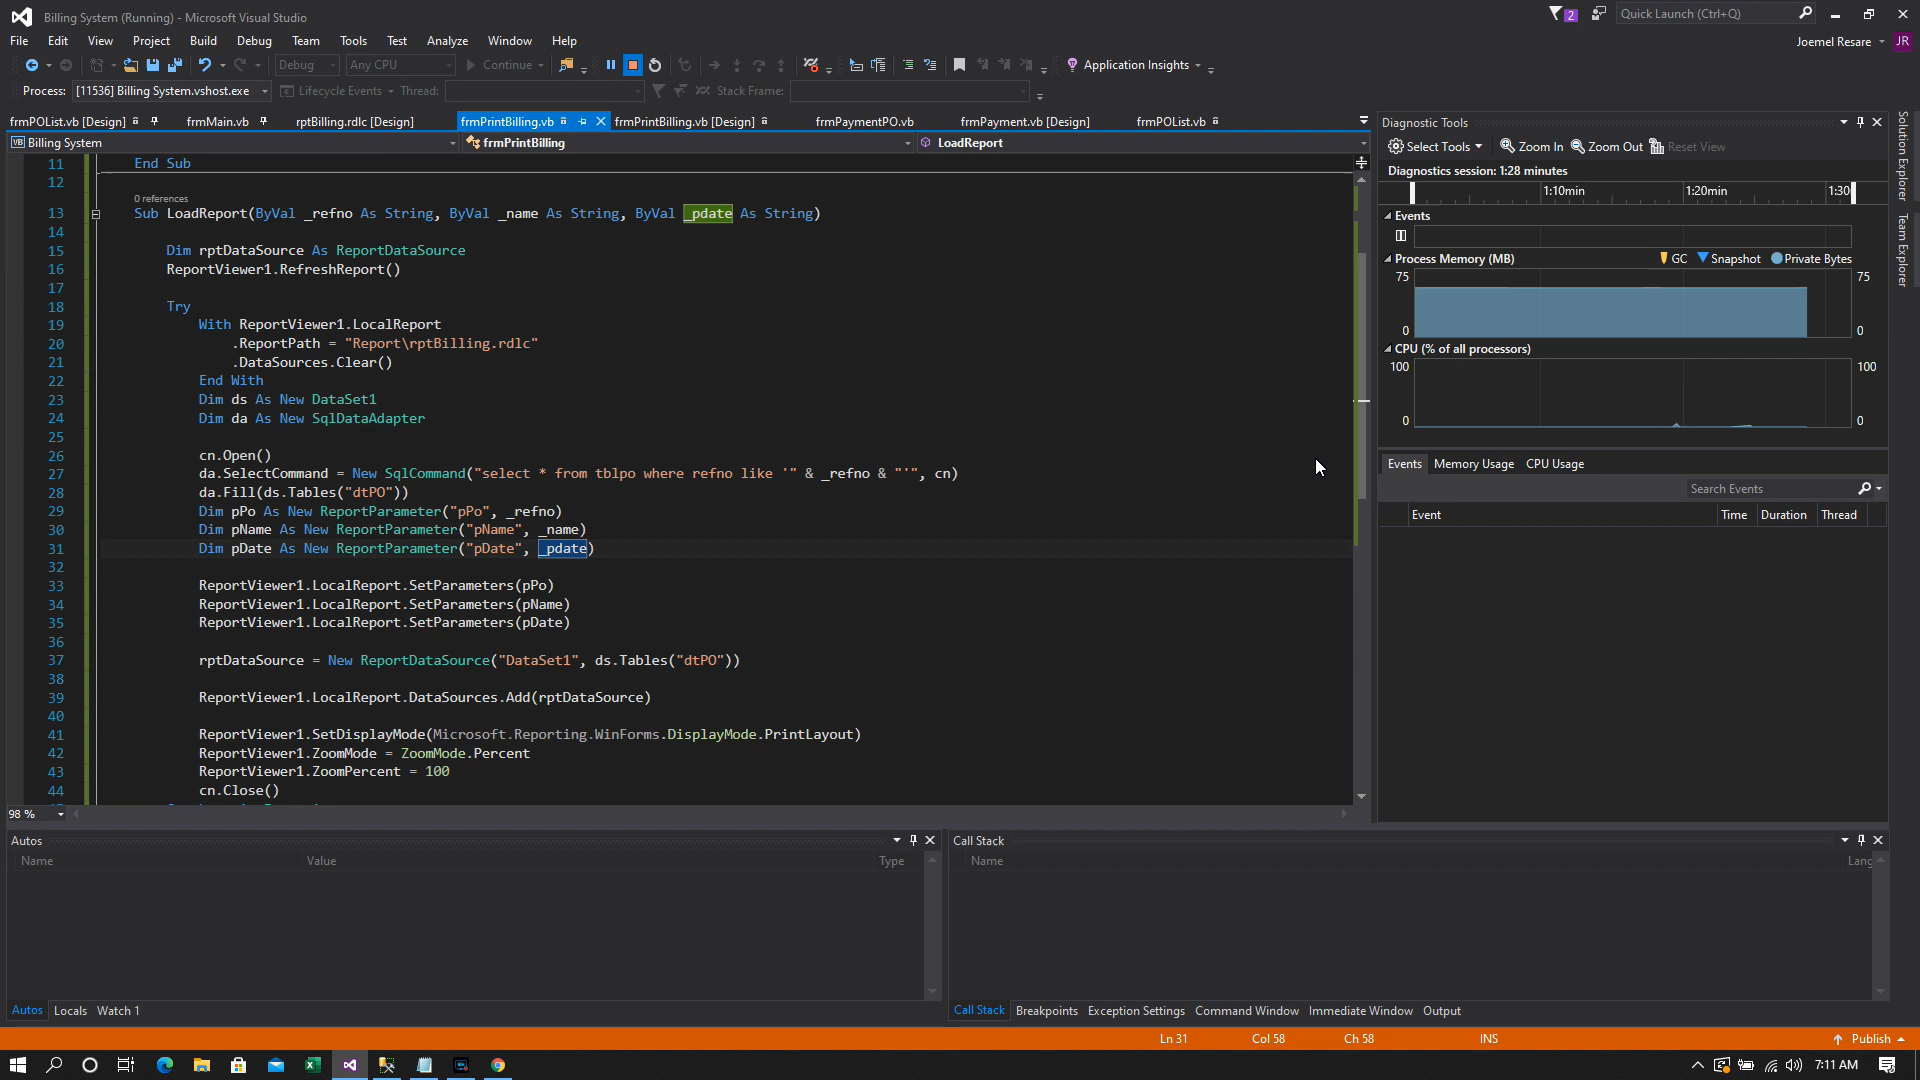 Billing System (Running) - Microsoft Visual Studio
2
Quick Launch (Ctrl+Q)
File Edit View Project Build Debug Team Tools Test Analyze Window Help
Joemel Resare JR
Debug Any CPU Continue Application Insights
Process: [11536] Billing System.vshost.exe Lifecycle Events Thread: Stack Frame:
frmPOList.vb [Design] frmMain.vb rptBilling.rdlc [Design] frmPrintBilling.vb frmPrintBilling.vb [Design] frmPaymentPO.vb frmPayment.vb [Design] frmPOList.vb
VB Billing System frmPrintBilling LoadReport
11 End Sub
12
0 references
13 Sub LoadReport(ByVal _refno As String, ByVal _name As String, ByVal _pdate As String)
14
15 Dim rptDataSource As ReportDataSource
16 ReportViewer1.RefreshReport()
17
18 Try
19 With ReportViewer1.LocalReport
20 .ReportPath = "Report\rptBilling.rdlc"
21 .DataSources.Clear()
22 End With
23 Dim ds As New DataSet1
24 Dim da As New SqlDataAdapter
25
26 cn.Open()
27 da.SelectCommand = New SqlCommand("select * from tblpo where refno like '" & _refno & "'", cn)
28 da.Fill(ds.Tables("dtPO"))
29 Dim pPo As New ReportParameter("pPo", _refno)
30 Dim pName As New ReportParameter("pName", _name)
31 Dim pDate As New ReportParameter("pDate", _pdate)
32
33 ReportViewer1.LocalReport.SetParameters(pPo)
34 ReportViewer1.LocalReport.SetParameters(pName)
35 ReportViewer1.LocalReport.SetParameters(pDate)
36
37 rptDataSource = New ReportDataSource("DataSet1", ds.Tables("dtPO"))
38
39 ReportViewer1.LocalReport.DataSources.Add(rptDataSource)
40
41 ReportViewer1.SetDisplayMode(Microsoft.Reporting.WinForms.DisplayMode.PrintLayout)
42 ReportViewer1.ZoomMode = ZoomMode.Percent
43 ReportViewer1.ZoomPercent = 100
44 cn.Close()
98 %
Diagnostic Tools
Select Tools Zoom In Zoom Out Reset View
Diagnostics session: 1:28 minutes
1:10min 1:20min 1:30
Events
Process Memory (MB) GC Snapshot Private Bytes
75 75
0 0
CPU (% of all processors)
100 100
0 0
Events Memory Usage CPU Usage
Search Events
Event Time Duration Thread
Solution Explorer
Team Explorer
Autos
Name Value Type
Autos Locals Watch 1
Call Stack
Name Lang
Call Stack Breakpoints Exception Settings Command Window Immediate Window Output
Ln 31 Col 58 Ch 58 INS Publish
7:11 AM